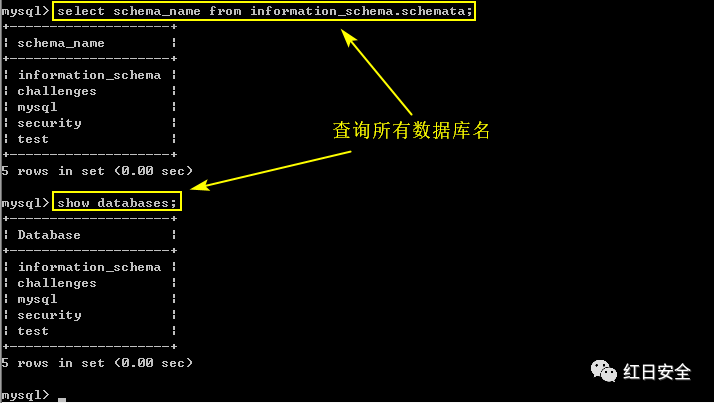 mysql> select schema_name from information_schema.schemata;
+--------------------+
| schema_name        |
+--------------------+
| information_schema |
| challenges         |
| mysql              |
| security           |
| test               |
+--------------------+
5 rows in set (0.00 sec)
查询所有数据库名
mysql> show databases;
+--------------------+
| Database           |
+--------------------+
| information_schema |
| challenges         |
| mysql              |
| security           |
| test               |
+--------------------+
5 rows in set (0.00 sec)
红日安全
mysql>